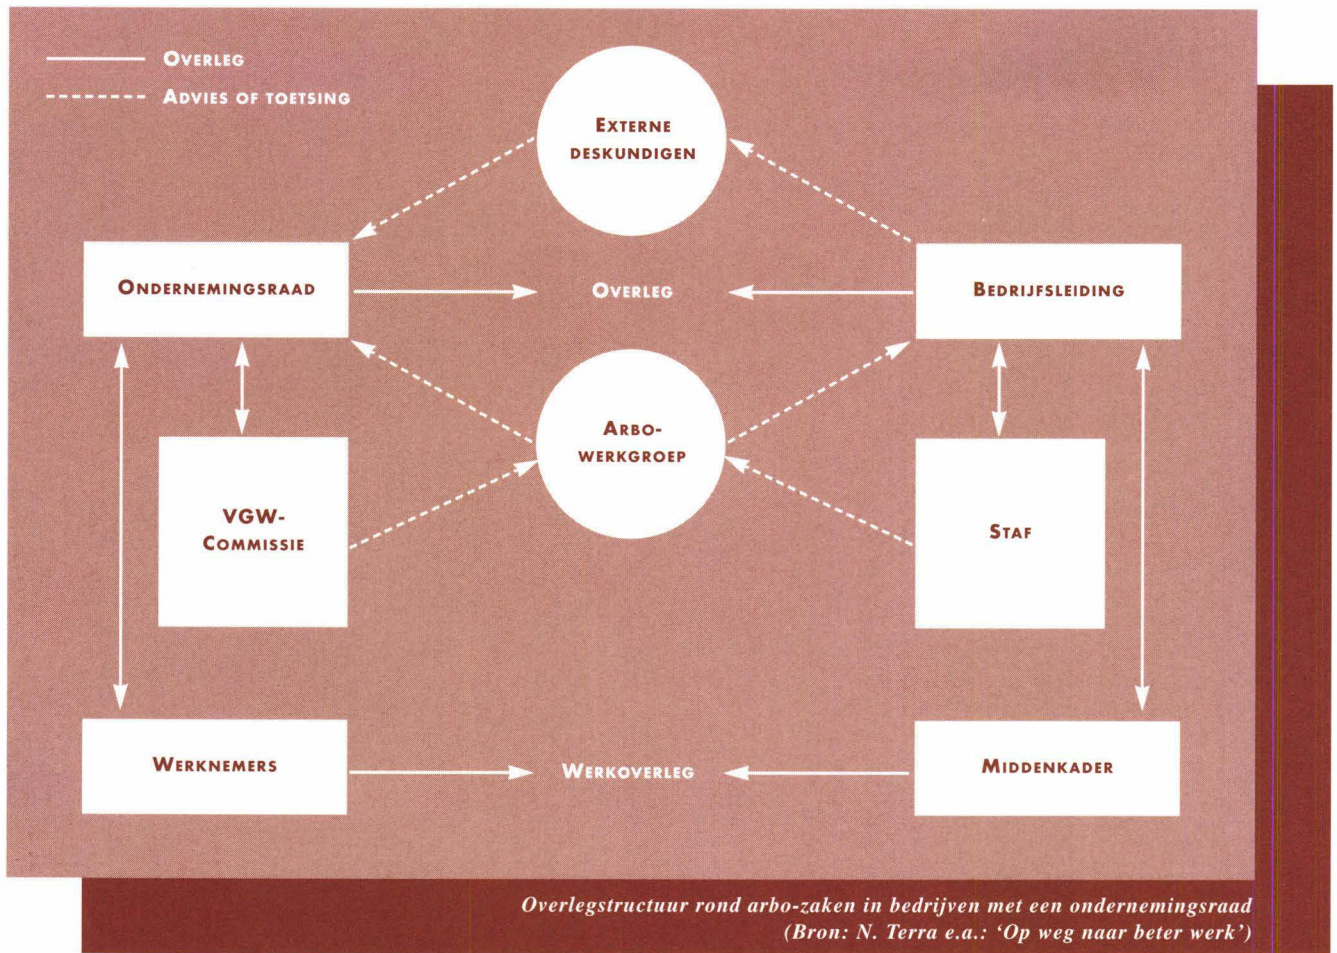 OVERLEG
ADVIES OF TOETSING
EXTERNE
DESKUNDIGEN
ONDERNEMINGSRAAD
OVERLEG
BEDRIJFSLEIDING
ARBO-
WERKGROEP
VGW-
COMMISSIE
STAF
WERKNEMERS
WERKOVERLEG
MIDDENKADER
Overlegstructuur rond arbo-zaken in bedrijven met een ondernemingsraad
(Bron: N. Terra e.a.: ‘Op weg naar beter werk’)